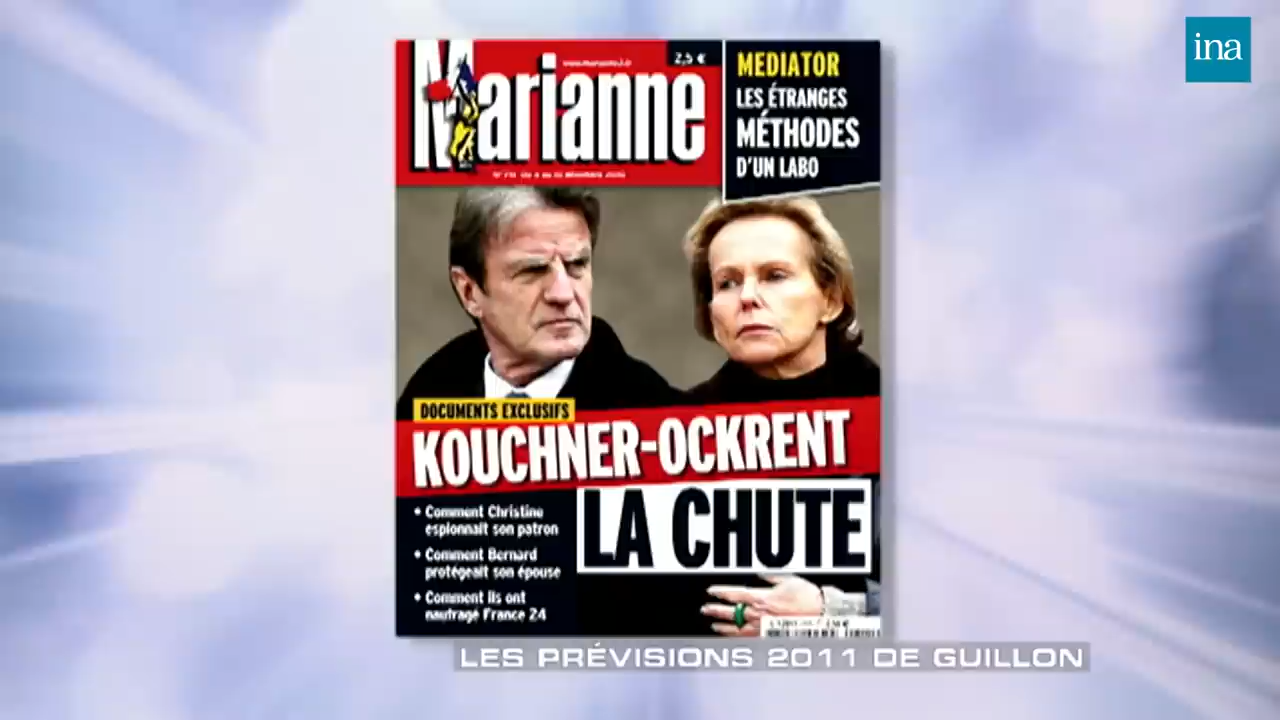 ina
Marianne
2,5 €
MEDIATOR
LES ÉTRANGES
MÉTHODES
D'UN LABO
DOCUMENTS EXCLUSIFS
KOUCHNER-OCKRENT
LA CHUTE
• Comment Christine
espionnait son patron
• Comment Bernard
protégeait son épouse
• Comment ils ont
naufragé France 24
LES PRÉVISIONS 2011 DE GUILLON